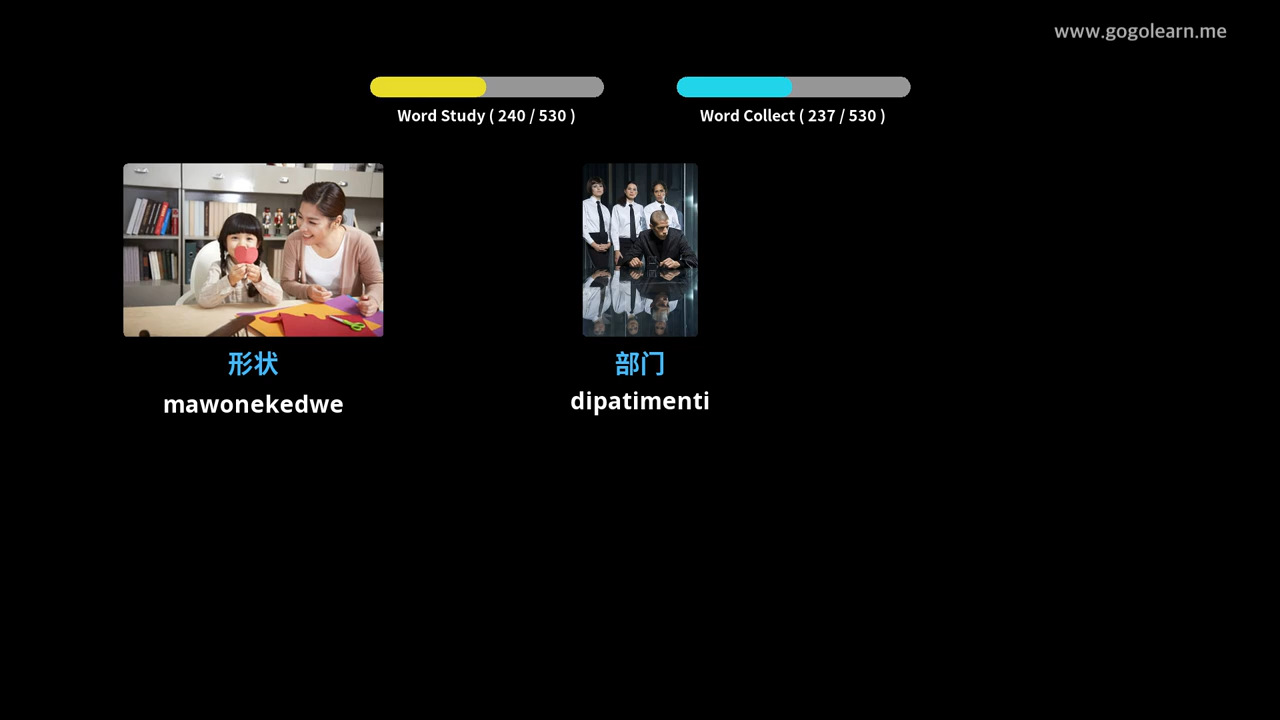 www.gogolearn.me
Word Study ( 240 / 530 )
Word Collect ( 237 / 530 )
形状
部门
mawonekedwe
dipatimenti